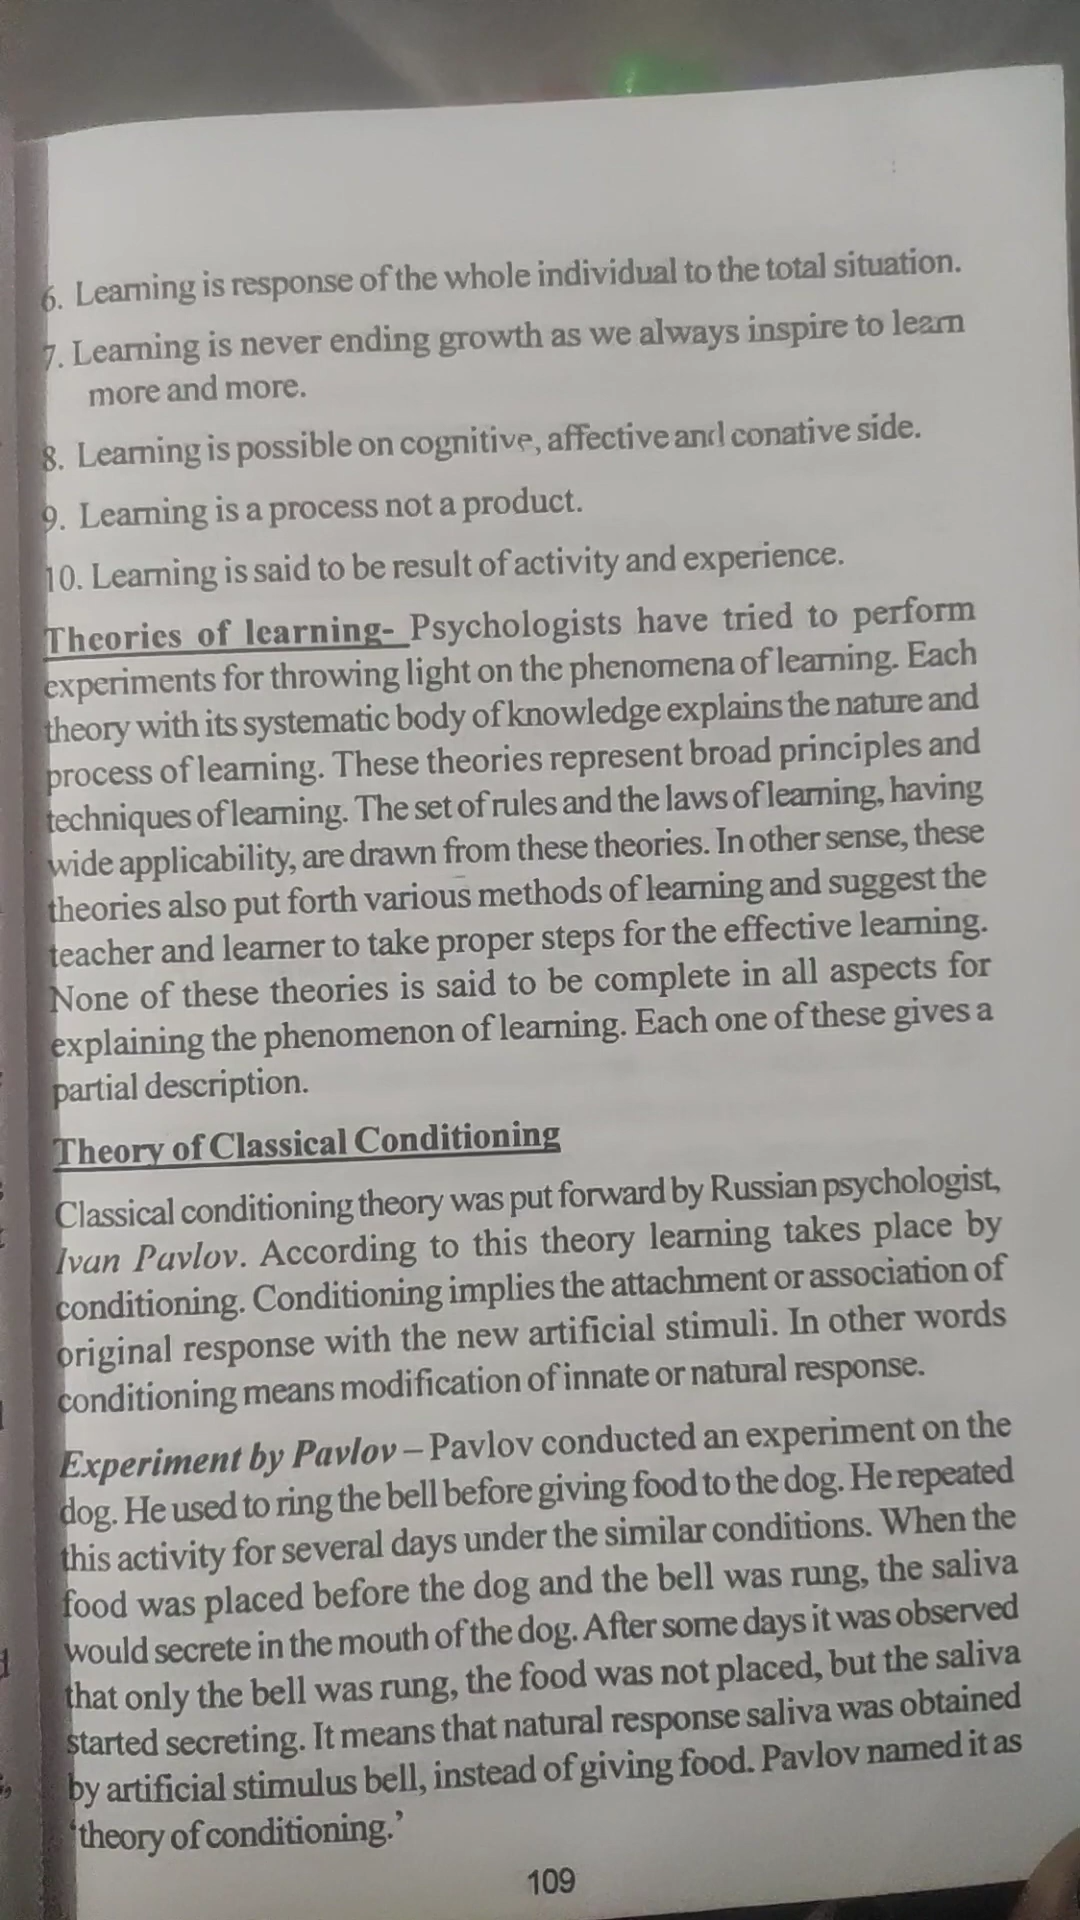 6. Learning is response of the whole individual to the total situation.
7. Learning is never ending growth as we always inspire to learn
more and more.
8. Learning is possible on cognitive, affective and conative side.
9. Learning is a process not a product.
10. Learning is said to be result of activity and experience.
Theories of learning- Psychologists have tried to perform
experiments for throwing light on the phenomena of learning. Each
theory with its systematic body of knowledge explains the nature and
process of learning. These theories represent broad principles and
techniques of learning. The set of rules and the laws of learning, having
wide applicability, are drawn from these theories. In other sense, these
theories also put forth various methods of learning and suggest the
teacher and learner to take proper steps for the effective learning.
None of these theories is said to be complete in all aspects for
explaining the phenomenon of learning. Each one of these gives a
partial description.
Theory of Classical Conditioning
Classical conditioning theory was put forward by Russian psychologist,
Ivan Pavlov. According to this theory learning takes place by
conditioning. Conditioning implies the attachment or association of
original response with the new artificial stimuli. In other words
conditioning means modification of innate or natural response.
Experiment by Pavlov – Pavlov conducted an experiment on the
dog. He used to ring the bell before giving food to the dog. He repeated
this activity for several days under the similar conditions. When the
food was placed before the dog and the bell was rung, the saliva
would secrete in the mouth of the dog. After some days it was observed
that only the bell was rung, the food was not placed, but the saliva
started secreting. It means that natural response saliva was obtained
by artificial stimulus bell, instead of giving food. Pavlov named it as
‘theory of conditioning.’
109